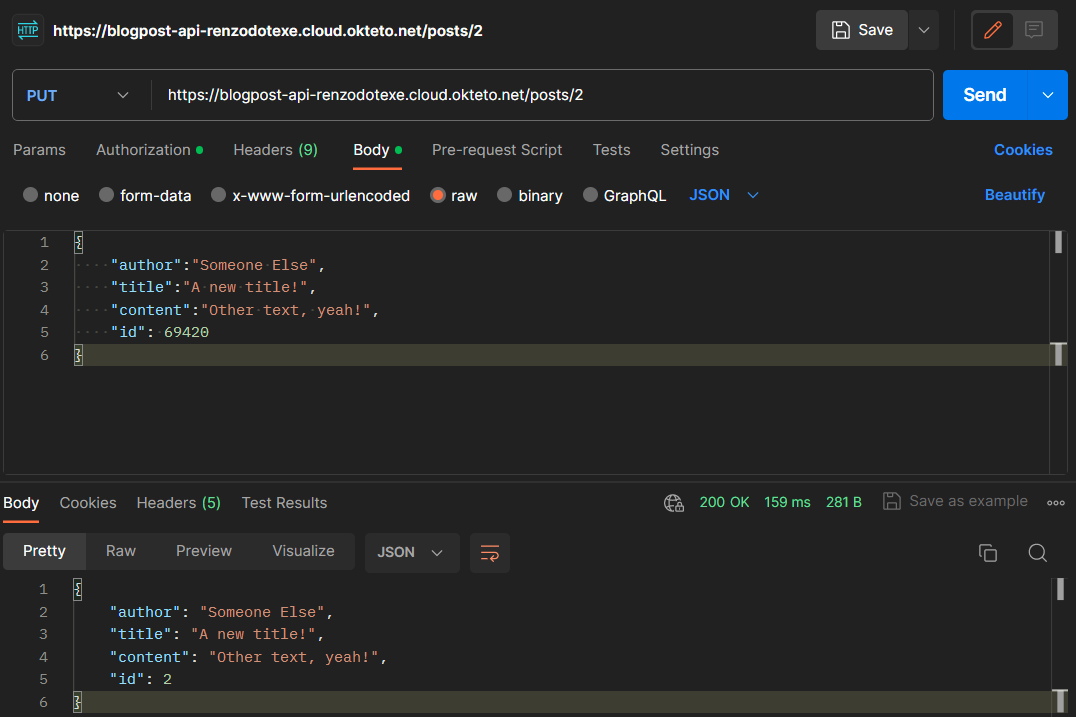 HTTP https://blogpost-api-renzodotexe.cloud.okteto.net/posts/2 Save
PUT https://blogpost-api-renzodotexe.cloud.okteto.net/posts/2 Send
Params Authorization Headers (9) Body Pre-request Script Tests Settings Cookies
none form-data x-www-form-urlencoded raw binary GraphQL JSON Beautify
1 {
2 "author":"Someone Else",
3 "title":"A new title!",
4 "content":"Other text, yeah!",
5 "id": 69420
6 }
Body Cookies Headers (5) Test Results 200 OK 159 ms 281 B Save as example
Pretty Raw Preview Visualize JSON
1 {
2 "author": "Someone Else",
3 "title": "A new title!",
4 "content": "Other text, yeah!",
5 "id": 2
6 }